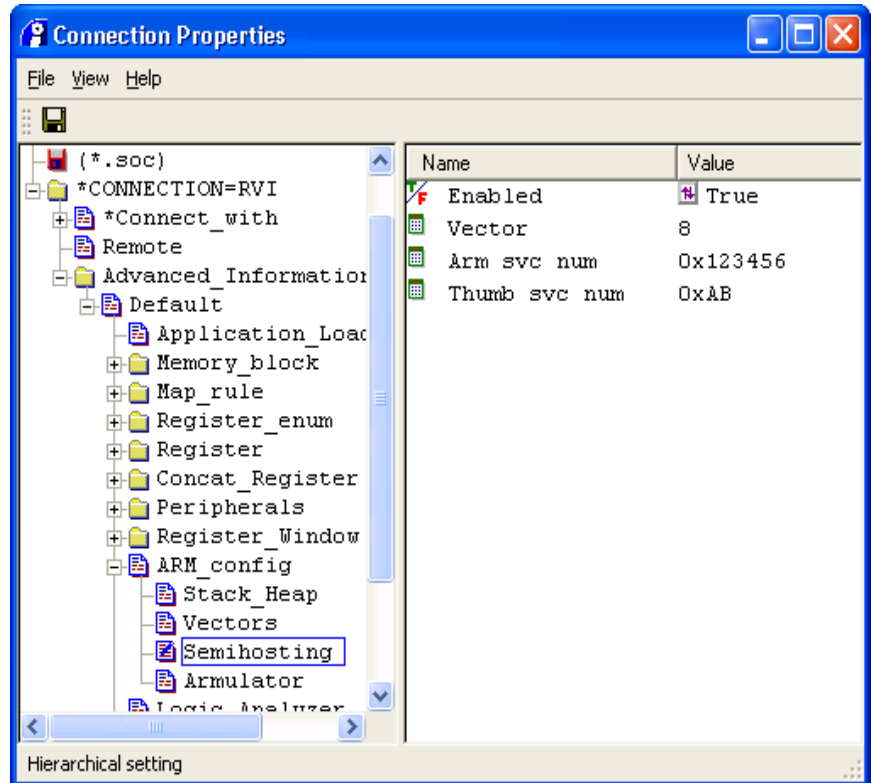 Connection Properties
File View Help
(*.soc)
*CONNECTION=RVI
*Connect_with
Remote
Advanced_Information
Default
Application_Load
Memory_block
Map_rule
Register_enum
Register
Concat_Register
Peripherals
Register_Window
ARM_config
Stack_Heap
Vectors
Semihosting
Armulator
Logic_Analyzer
Name Value
T/F Enabled True
Vector 8
Arm svc num 0x123456
Thumb svc num 0xAB
Hierarchical setting